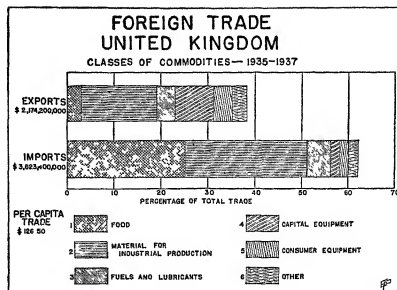 FOREIGN TRADE
UNITED KINGDOM
CLASSES OF COMMODITIES—1935-1937
EXPORTS
$ 2,174,200,000
IMPORTS
$ 3,623,400,000
0 10 20 30 40 50 60 70
PERCENTAGE OF TOTAL TRADE
PER CAPITA
TRADE
$ 126 50
1 FOOD
2 MATERIAL FOR
INDUSTRIAL PRODUCTION
3 FUELS AND LUBRICANTS
4 CAPITAL EQUIPMENT
5 CONSUMER EQUIPMENT
6 OTHER